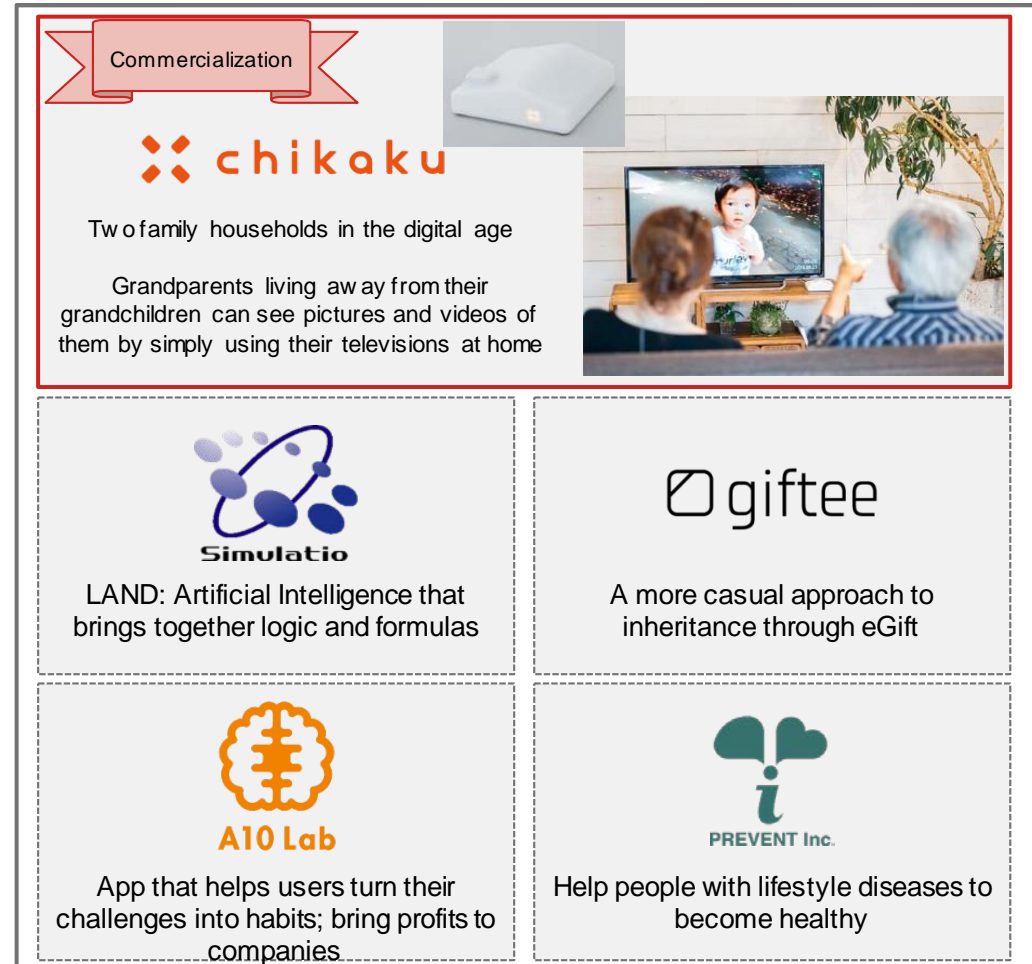 Commercialization
chikaku
Two family households in the digital age
Grandparents living away from their
grandchildren can see pictures and videos of
them by simply using their televisions at home
Simulatio
LAND: Artificial Intelligence that
brings together logic and formulas
giftee
A more casual approach to
inheritance through eGift
A10 Lab
App that helps users turn their
challenges into habits; bring profits to
companies
i
PREVENT Inc.
Help people with lifestyle diseases to
become healthy